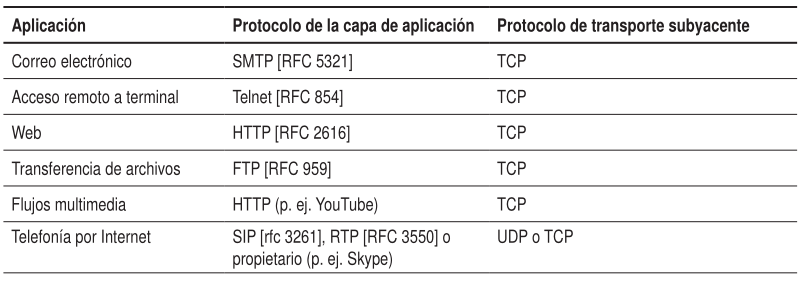 Aplicación Protocolo de la capa de aplicación Protocolo de transporte subyacente
Correo electrónico SMTP [RFC 5321] TCP
Acceso remoto a terminal Telnet [RFC 854] TCP
Web HTTP [RFC 2616] TCP
Transferencia de archivos FTP [RFC 959] TCP
Flujos multimedia HTTP (p. ej. YouTube) TCP
Telefonía por Internet SIP [rfc 3261], RTP [RFC 3550] o UDP o TCP
propietario (p. ej. Skype)